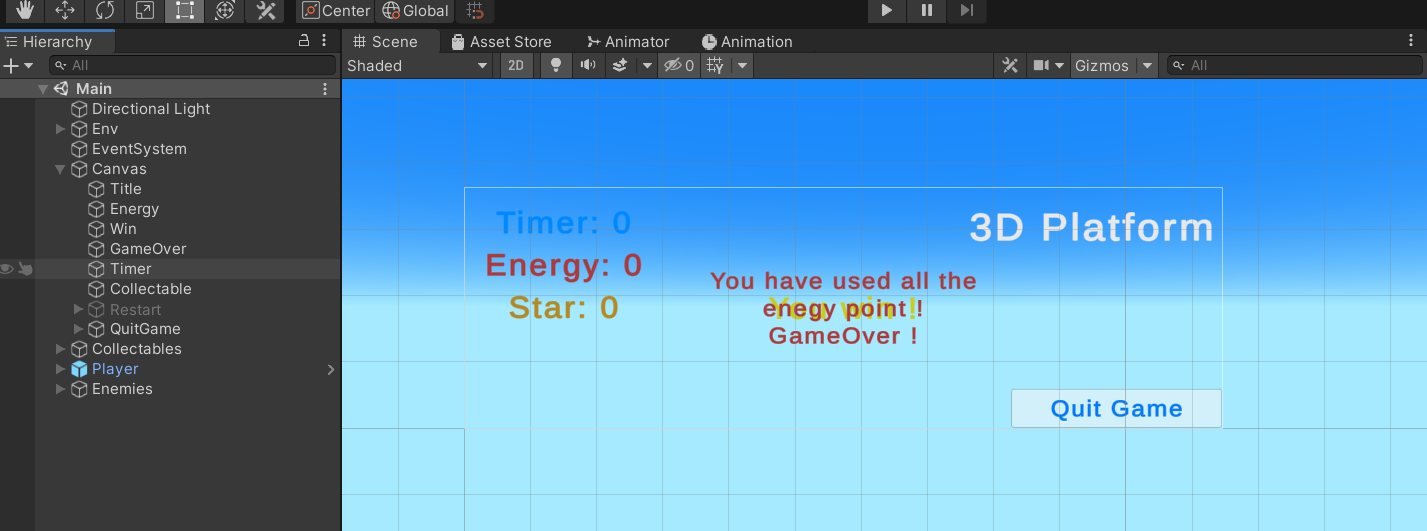 Center
Global
Hierarchy
Scene
Asset Store
Animator
Animation
All
Shaded
2D
0
Gizmos
All
Main
Directional Light
Env
EventSystem
Canvas
Title
Energy
Win
GameOver
Timer
Collectable
Restart
QuitGame
Collectables
Player
Enemies
Timer: 0
3D Platform
Energy: 0
Star: 0
You have used all the
enegy point !
You win !
GameOver !
Quit Game